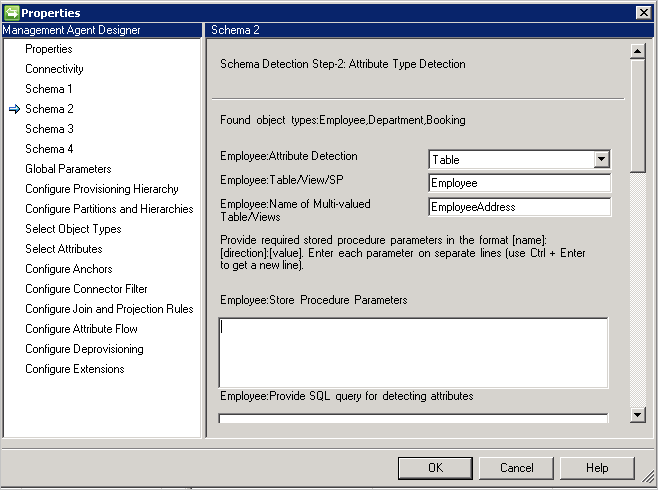 Properties
Management Agent Designer
Properties
Connectivity
Schema 1
Schema 2
Schema 3
Schema 4
Global Parameters
Configure Provisioning Hierarchy
Configure Partitions and Hierarchies
Select Object Types
Select Attributes
Configure Anchors
Configure Connector Filter
Configure Join and Projection Rules
Configure Attribute Flow
Configure Deprovisioning
Configure Extensions
Schema 2
Schema Detection Step-2: Attribute Type Detection
Found object types:Employee,Department,Booking
Employee:Attribute Detection
Table
Employee:Table/View/SP
Employee
Employee:Name of Multi-valued
Table/Views
EmployeeAddress
Provide required stored procedure parameters in the format [name]:
[direction]:[value]. Enter each parameter on separate lines (use Ctrl + Enter
to get a new line).
Employee:Store Procedure Parameters
Employee:Provide SQL query for detecting attributes
OK
Cancel
Help